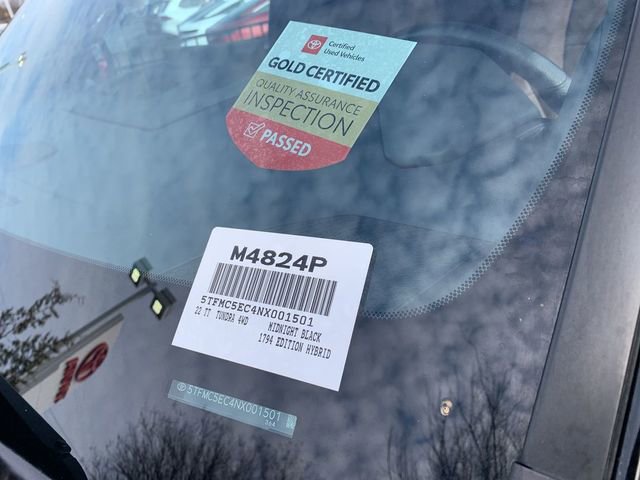 Certified
Used Vehicles
GOLD CERTIFIED
QUALITY ASSURANCE
INSPECTION
PASSED
M4824P
5TFMC5EC4NX001501
22 TT TUNDRA 4WD
MIDNIGHT BLACK
1794 EDITION HYBRID
5TFMC5EC4NX001501
364